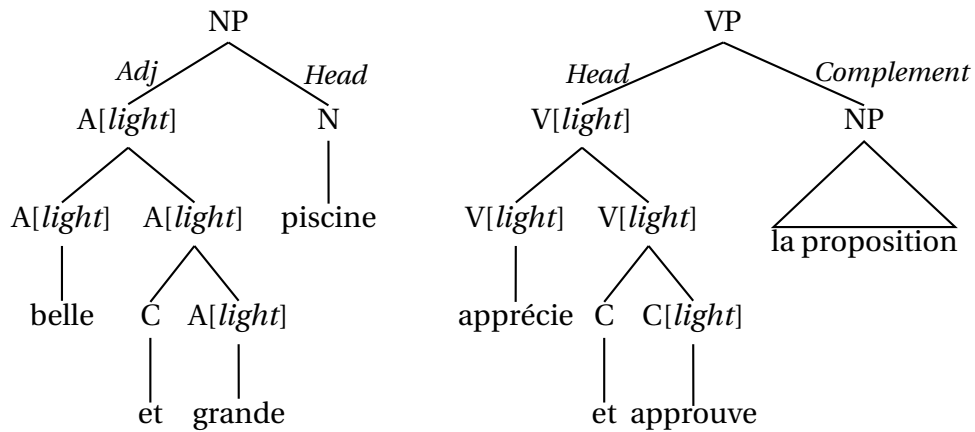 NP VP
Adj Head Head Complement
A[light] N V[light] NP
A[light] A[light] piscine V[light] V[light] la proposition
belle C A[light] apprécie C C[light]
et grande et approuve